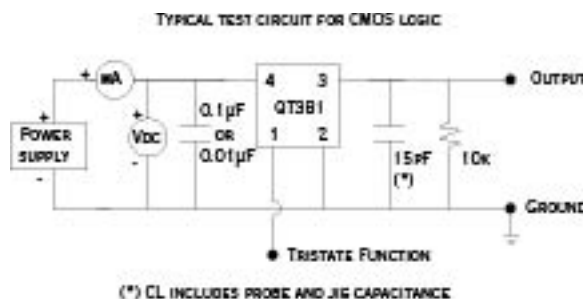 TYPICAL TEST CIRCUIT FOR CMOS LOGIC
+ mA
4 3
OUTPUT
+
QT3B1
0.1µF
OR
0.01µF
+
VDC
-
POWER
SUPPLY
-
1 2
15PF
(*)
10K
GROUND
TRISTATE FUNCTION
(*) CL INCLUDES PROBE AND JIG CAPACITANCE